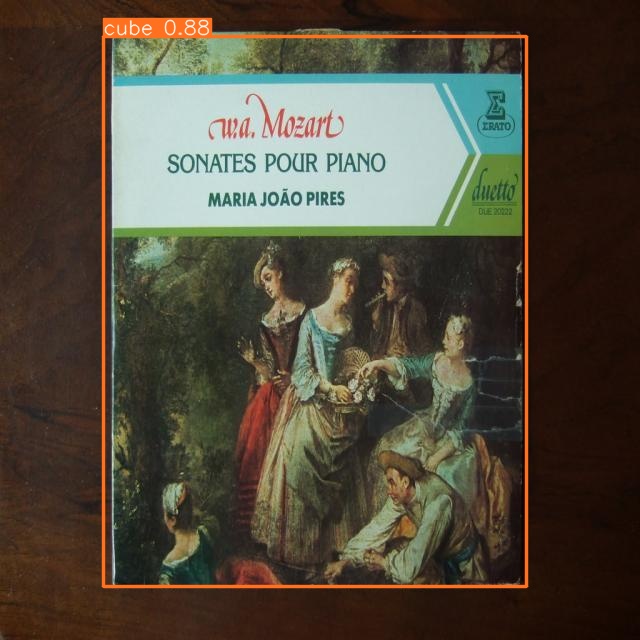 cube 0.88
w.a. Mozart
SONATES POUR PIANO
MARIA JOÃO PIRES
ERATO
duetto
DUE 20222